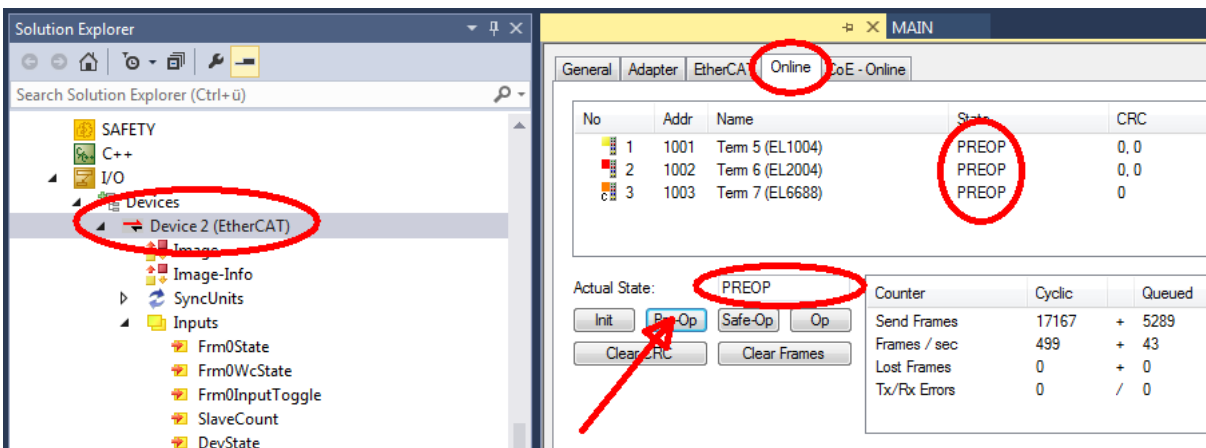 Solution Explorer
Search Solution Explorer (Ctrl+ü)
SAFETY
C++
I/O
Devices
Device 2 (EtherCAT)
Image
Image-Info
SyncUnits
Inputs
Frm0State
Frm0WcState
Frm0InputToggle
SlaveCount
DevState
MAIN
General Adapter EtherCAT Online CoE - Online
No Addr Name State CRC
1 1001 Term 5 (EL1004) PREOP 0, 0
2 1002 Term 6 (EL2004) PREOP 0, 0
c 3 1003 Term 7 (EL6688) PREOP 0
Actual State: PREOP
Init Pre-Op Safe-Op Op
Clear CRC Clear Frames
Counter Cyclic Queued
Send Frames 17167 + 5289
Frames / sec 499 + 43
Lost Frames 0 + 0
Tx/Rx Errors 0 / 0